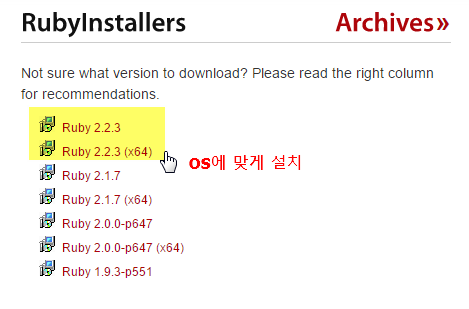 RubyInstallers Archives»
Not sure what version to download? Please read the right column
for recommendations.
Ruby 2.2.3
Ruby 2.2.3 (x64)
os에 맞게 설치
Ruby 2.1.7
Ruby 2.1.7 (x64)
Ruby 2.0.0-p647
Ruby 2.0.0-p647 (x64)
Ruby 1.9.3-p551